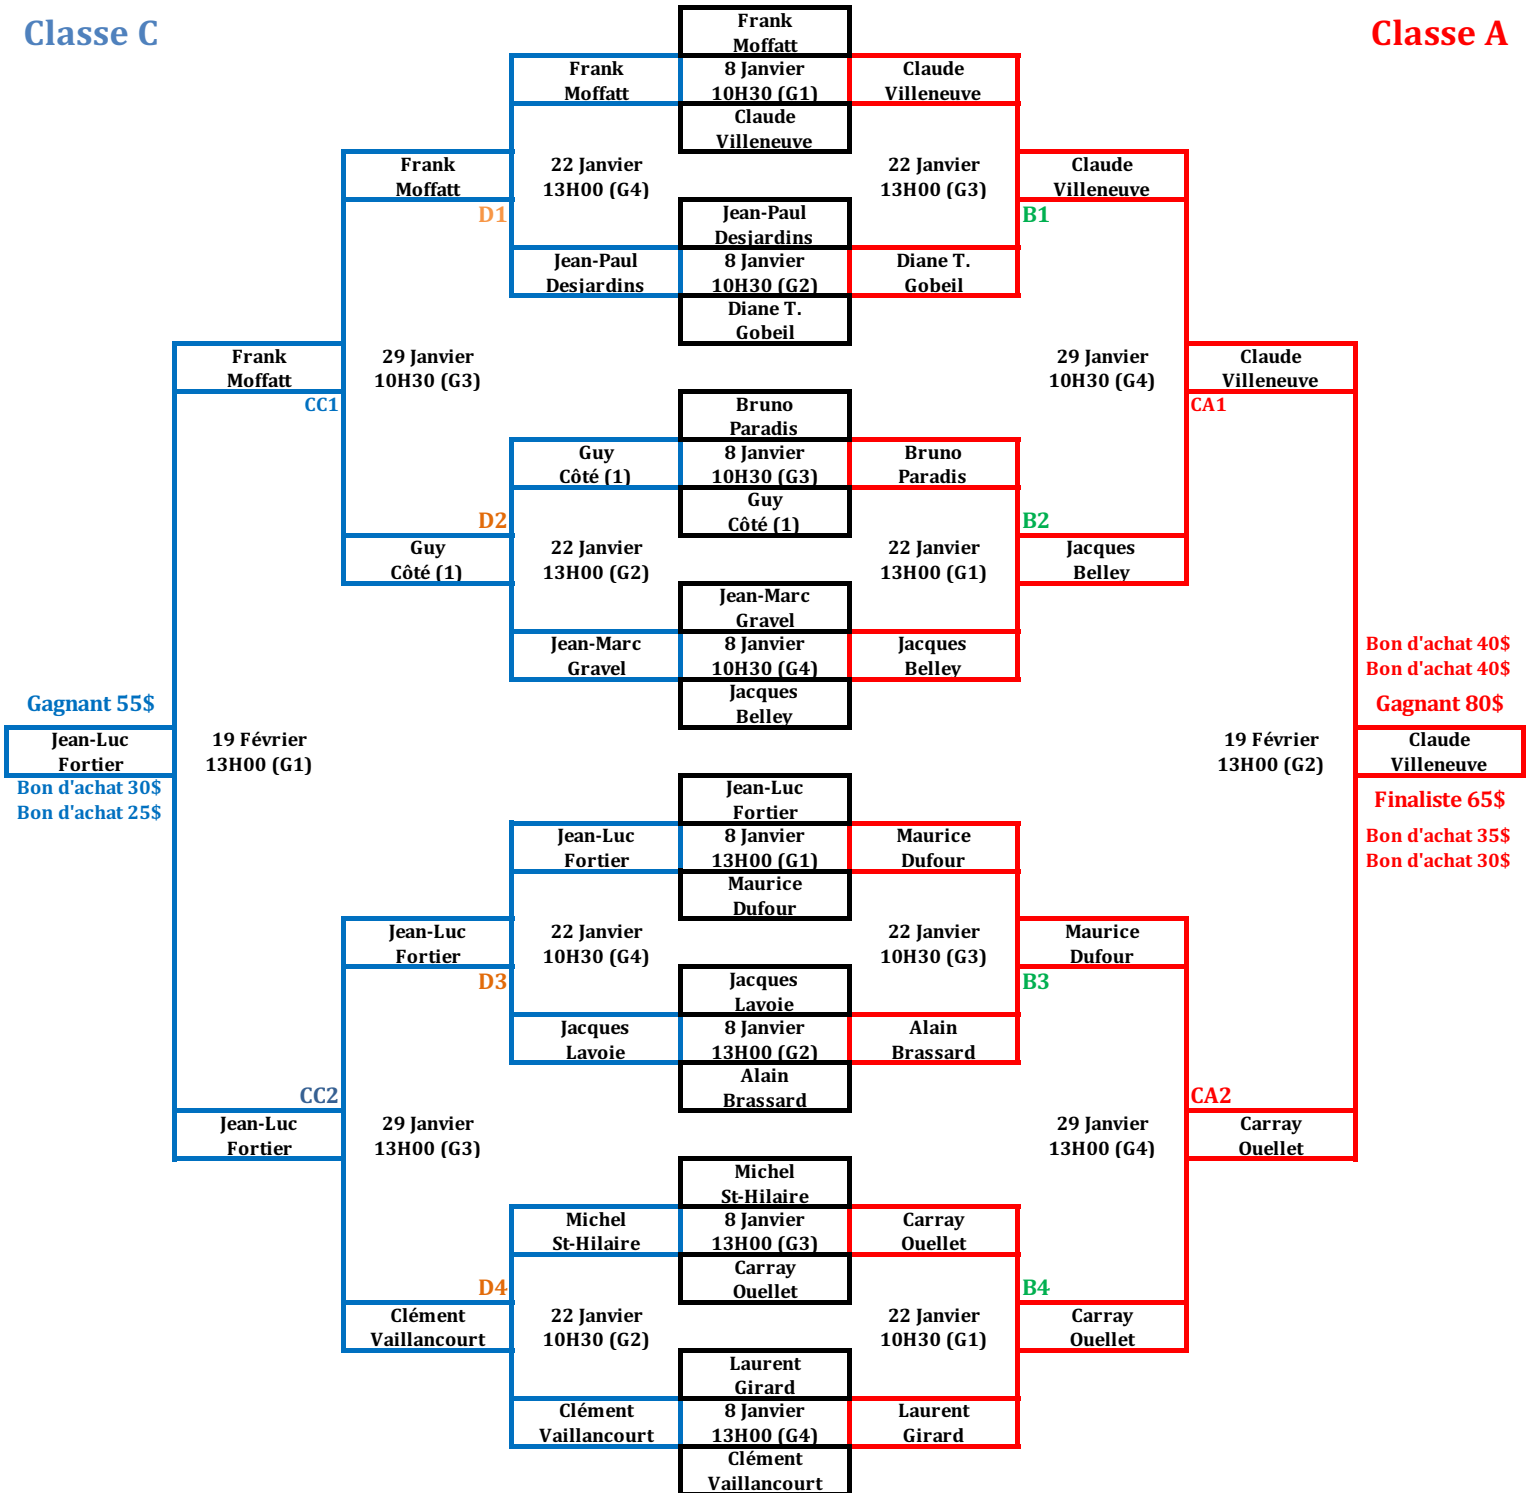 Classe C
Classe A
Frank
Moffatt
Frank
Moffatt
8 Janvier
10H30 (G1)
Claude
Villeneuve
Claude
Villeneuve
Frank
Moffatt
22 Janvier
13H00 (G4)
22 Janvier
13H00 (G3)
Claude
Villeneuve
D1
Jean-Paul
Desjardins
B1
Jean-Paul
Desjardins
8 Janvier
10H30 (G2)
Diane T.
Gobeil
Diane T.
Gobeil
Frank
Moffatt
29 Janvier
10H30 (G3)
29 Janvier
10H30 (G4)
Claude
Villeneuve
CC1
Bruno
Paradis
CA1
Guy
Côté (1)
8 Janvier
10H30 (G3)
Bruno
Paradis
D2
Guy
Côté (1)
B2
Guy
Côté (1)
22 Janvier
13H00 (G2)
22 Janvier
13H00 (G1)
Jacques
Belley
Jean-Marc
Gravel
Jean-Marc
Gravel
8 Janvier
10H30 (G4)
Jacques
Belley
Bon d'achat 40$
Bon d'achat 40$
Jacques
Belley
Gagnant 55$
Gagnant 80$
Jean-Luc
Fortier
19 Février
13H00 (G1)
19 Février
13H00 (G2)
Claude
Villeneuve
Bon d'achat 30$
Bon d'achat 25$
Jean-Luc
Fortier
Finaliste 65$
Jean-Luc
Fortier
8 Janvier
13H00 (G1)
Maurice
Dufour
Bon d'achat 35$
Bon d'achat 30$
Maurice
Dufour
Jean-Luc
Fortier
22 Janvier
10H30 (G4)
22 Janvier
10H30 (G3)
Maurice
Dufour
D3
Jacques
Lavoie
B3
Jacques
Lavoie
8 Janvier
13H00 (G2)
Alain
Brassard
Alain
Brassard
CC2
CA2
Jean-Luc
Fortier
29 Janvier
13H00 (G3)
29 Janvier
13H00 (G4)
Carray
Ouellet
Michel
St-Hilaire
Michel
St-Hilaire
8 Janvier
13H00 (G3)
Carray
Ouellet
D4
Carray
Ouellet
B4
Clément
Vaillancourt
22 Janvier
10H30 (G2)
22 Janvier
10H30 (G1)
Carray
Ouellet
Laurent
Girard
Clément
Vaillancourt
8 Janvier
13H00 (G4)
Laurent
Girard
Clément
Vaillancourt